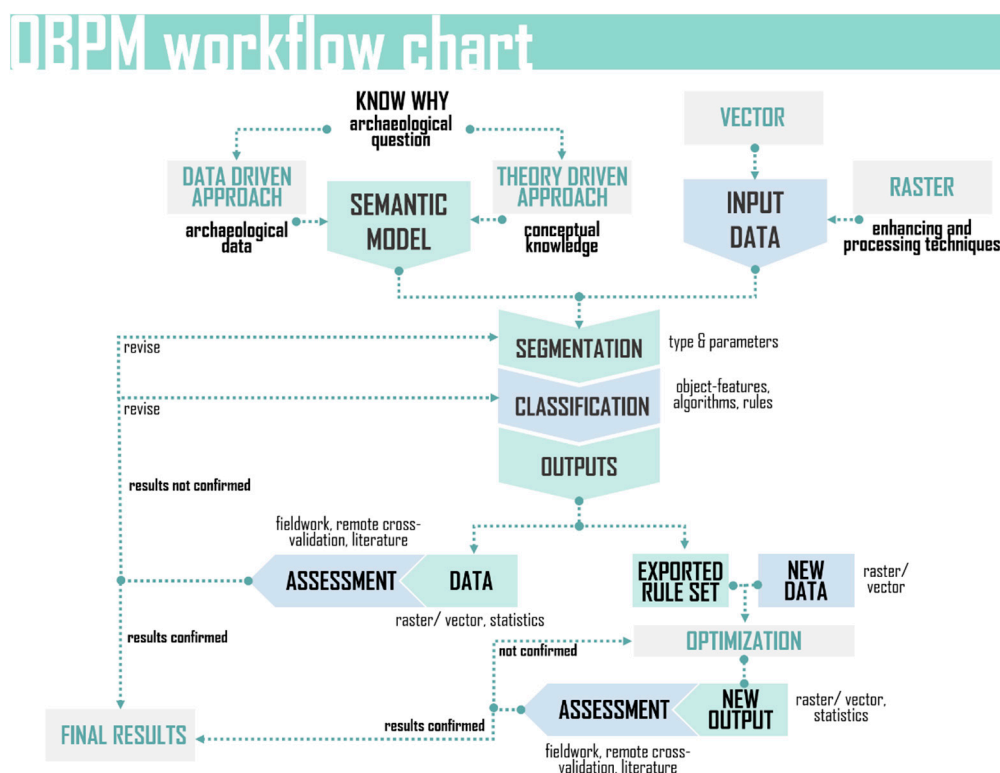 OBPM workflow chart
KNOW WHY
archaeological
question
VECTOR
DATA DRIVEN
APPROACH
archaeological
data
SEMANTIC
MODEL
THEORY DRIVEN
APPROACH
conceptual
knowledge
INPUT
DATA
RASTER
enhancing and
processing techniques
revise
SEGMENTATION
type & parameters
revise
CLASSIFICATION
object-features,
algorithms, rules
OUTPUTS
results not confirmed
fieldwork, remote cross-
validation, literature
ASSESSMENT
DATA
raster/ vector, statistics
EXPORTED
RULE SET
NEW
DATA
raster/
vector
results confirmed
not confirmed
OPTIMIZATION
ASSESSMENT
NEW
OUTPUT
raster/ vector,
statistics
FINAL RESULTS
results confirmed
fieldwork, remote cross-
validation, literature